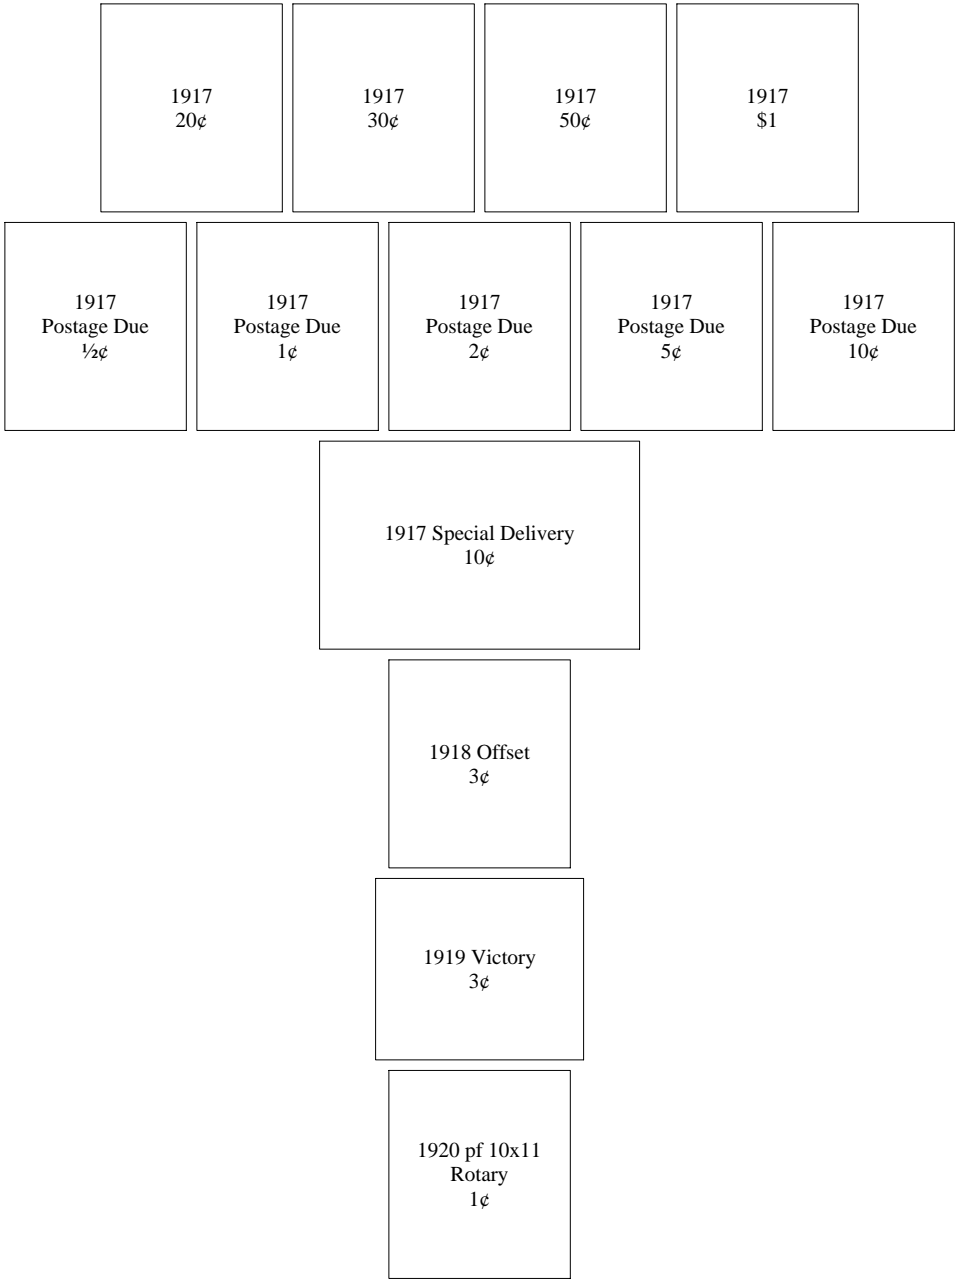 1917
20¢
1917
30¢
1917
50¢
1917
$1
1917
Postage Due
½¢
1917
Postage Due
1¢
1917
Postage Due
2¢
1917
Postage Due
5¢
1917
Postage Due
10¢
1917 Special Delivery
10¢
1918 Offset
3¢
1919 Victory
3¢
1920 pf 10x11
Rotary
1¢